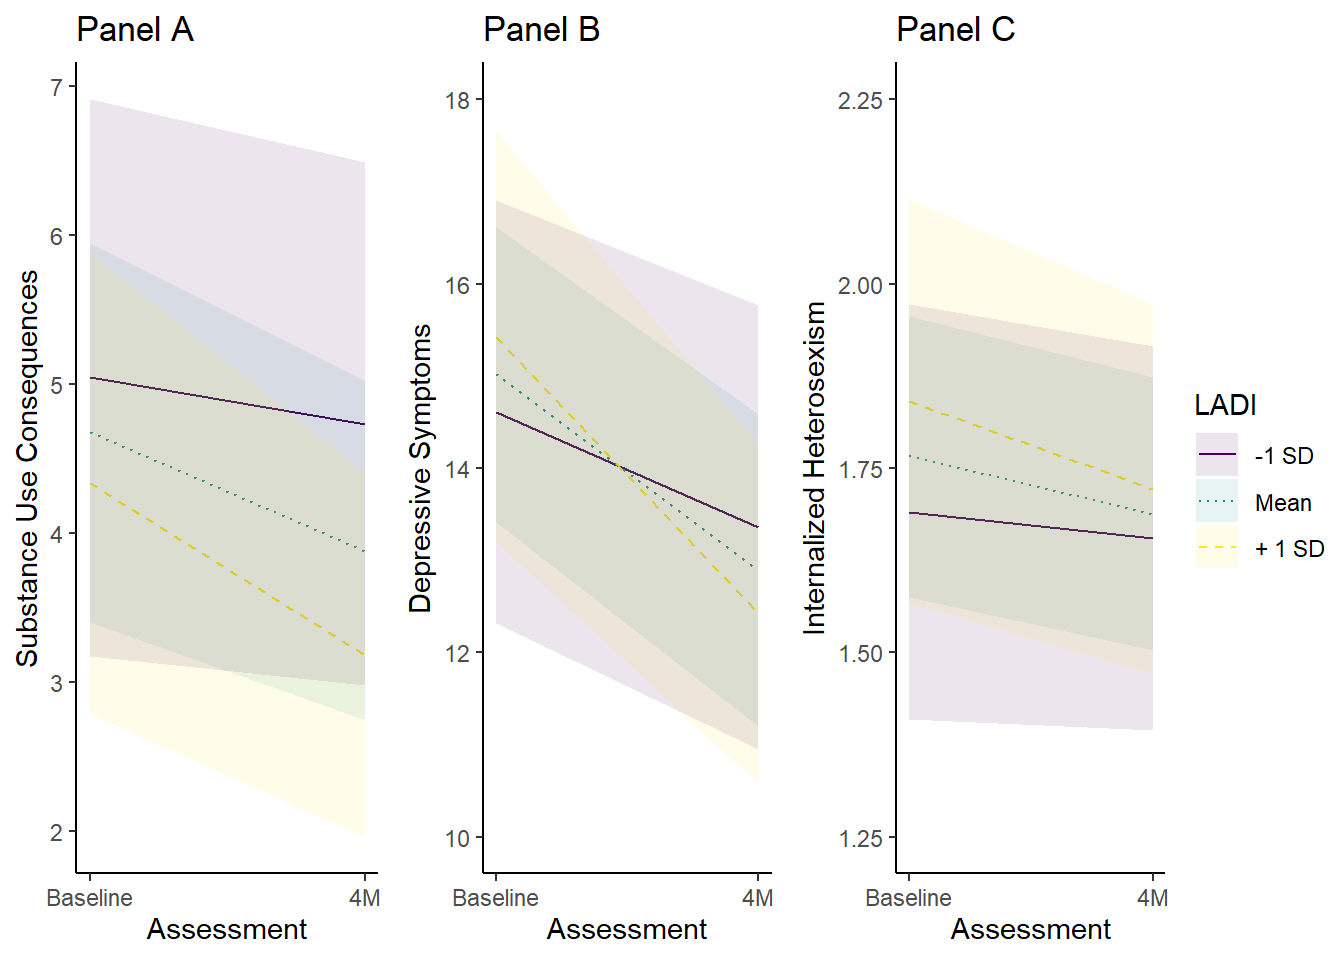 Panel A
Panel B
Panel C
Substance Use Consequences
7
6
5
4
3
2
Baseline
4M
Assessment
Depressive Symptoms
18
16
14
12
10
Baseline
4M
Assessment
Internalized Heterosexism
2.25
2.00
1.75
1.50
1.25
Baseline
4M
Assessment
LADI
-1 SD
Mean
+ 1 SD